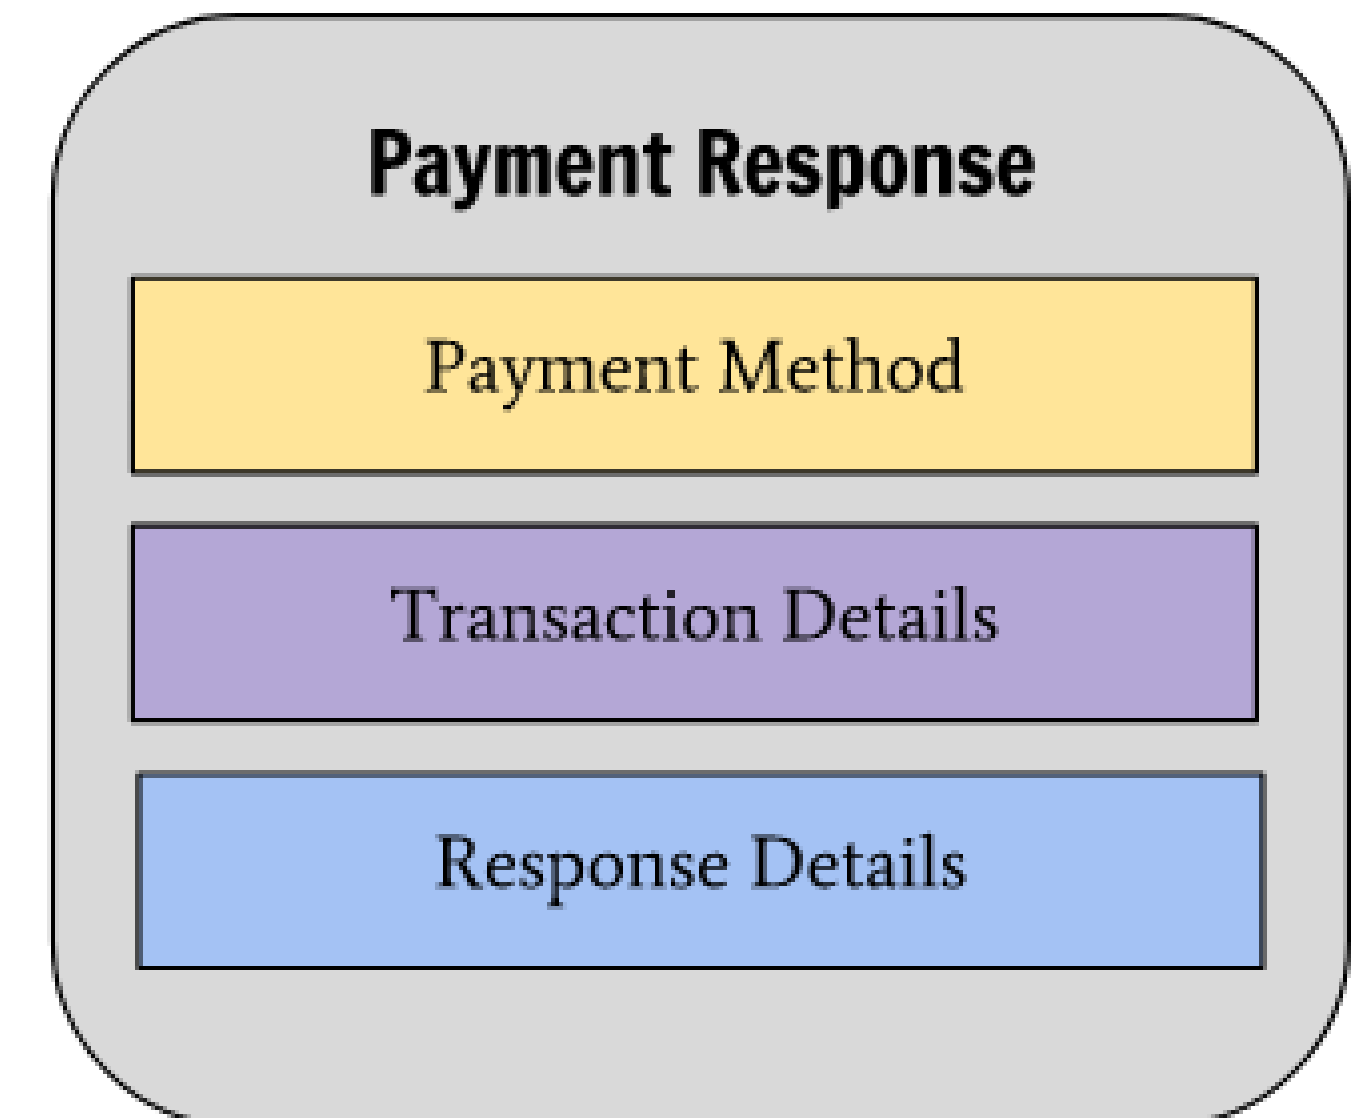 Payment Response
Payment Method
Transaction Details
Response Details